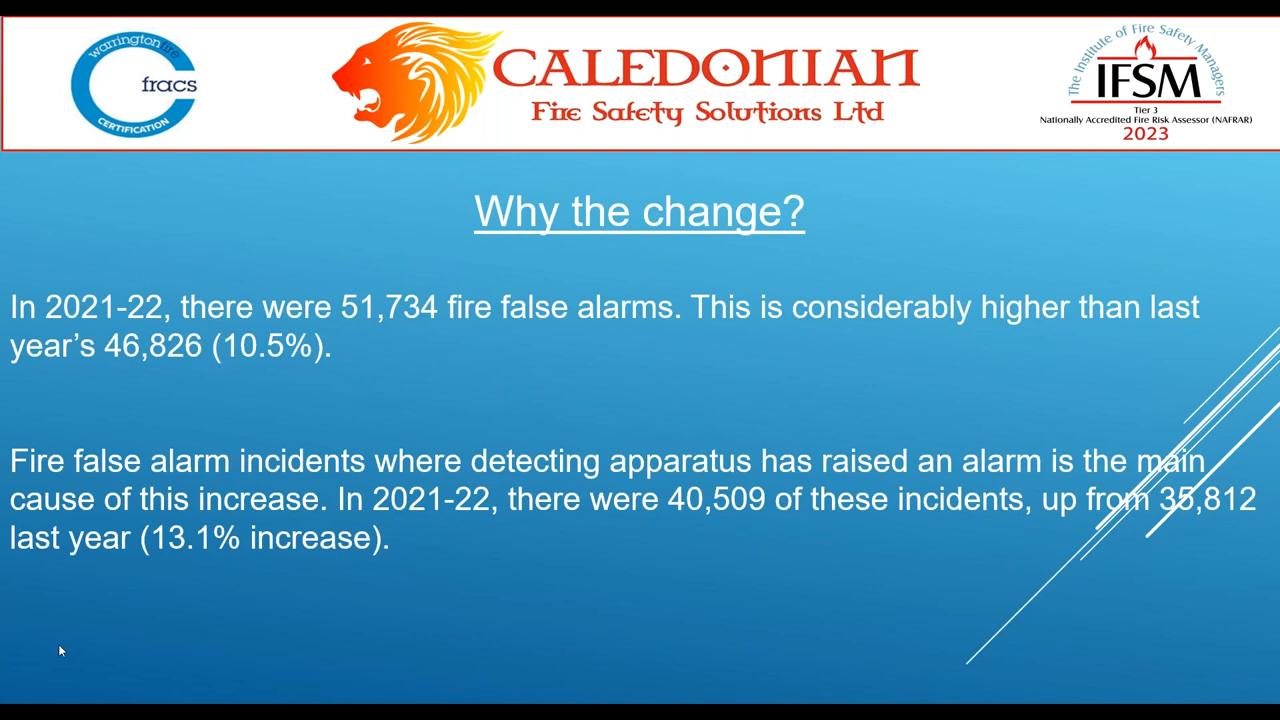 warringtonfire
fracs
CERTIFICATION
CALEDONIAN
Fire Safety Solutions Ltd
The Institute of Fire Safety Managers
IFSM
Tier 3
Nationally Accredited Fire Risk Assessor (NAFRAR)
2023
Why the change?
In 2021-22, there were 51,734 fire false alarms. This is considerably higher than last
year’s 46,826 (10.5%).
Fire false alarm incidents where detecting apparatus has raised an alarm is the main
cause of this increase. In 2021-22, there were 40,509 of these incidents, up from 35,812
last year (13.1% increase).